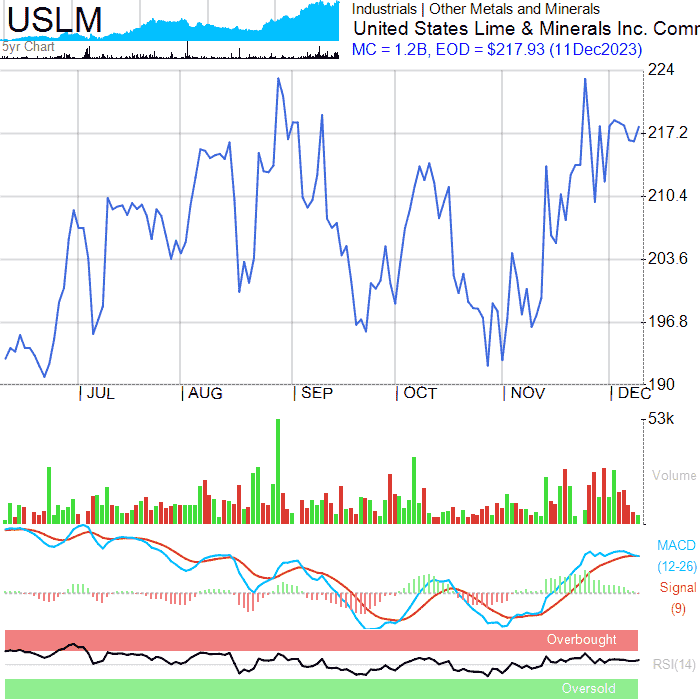 USLM
5yr Chart
Industrials | Other Metals and Minerals
United States Lime & Minerals Inc. Comm
MC = 1.2B, EOD = $217.93 (11Dec2023)
224
217.2
210.4
203.6
196.8
190
JUL AUG SEP OCT NOV DEC
53k
Volume
MACD
(12-26)
Signal
(9)
Overbought
RSI(14)
Oversold